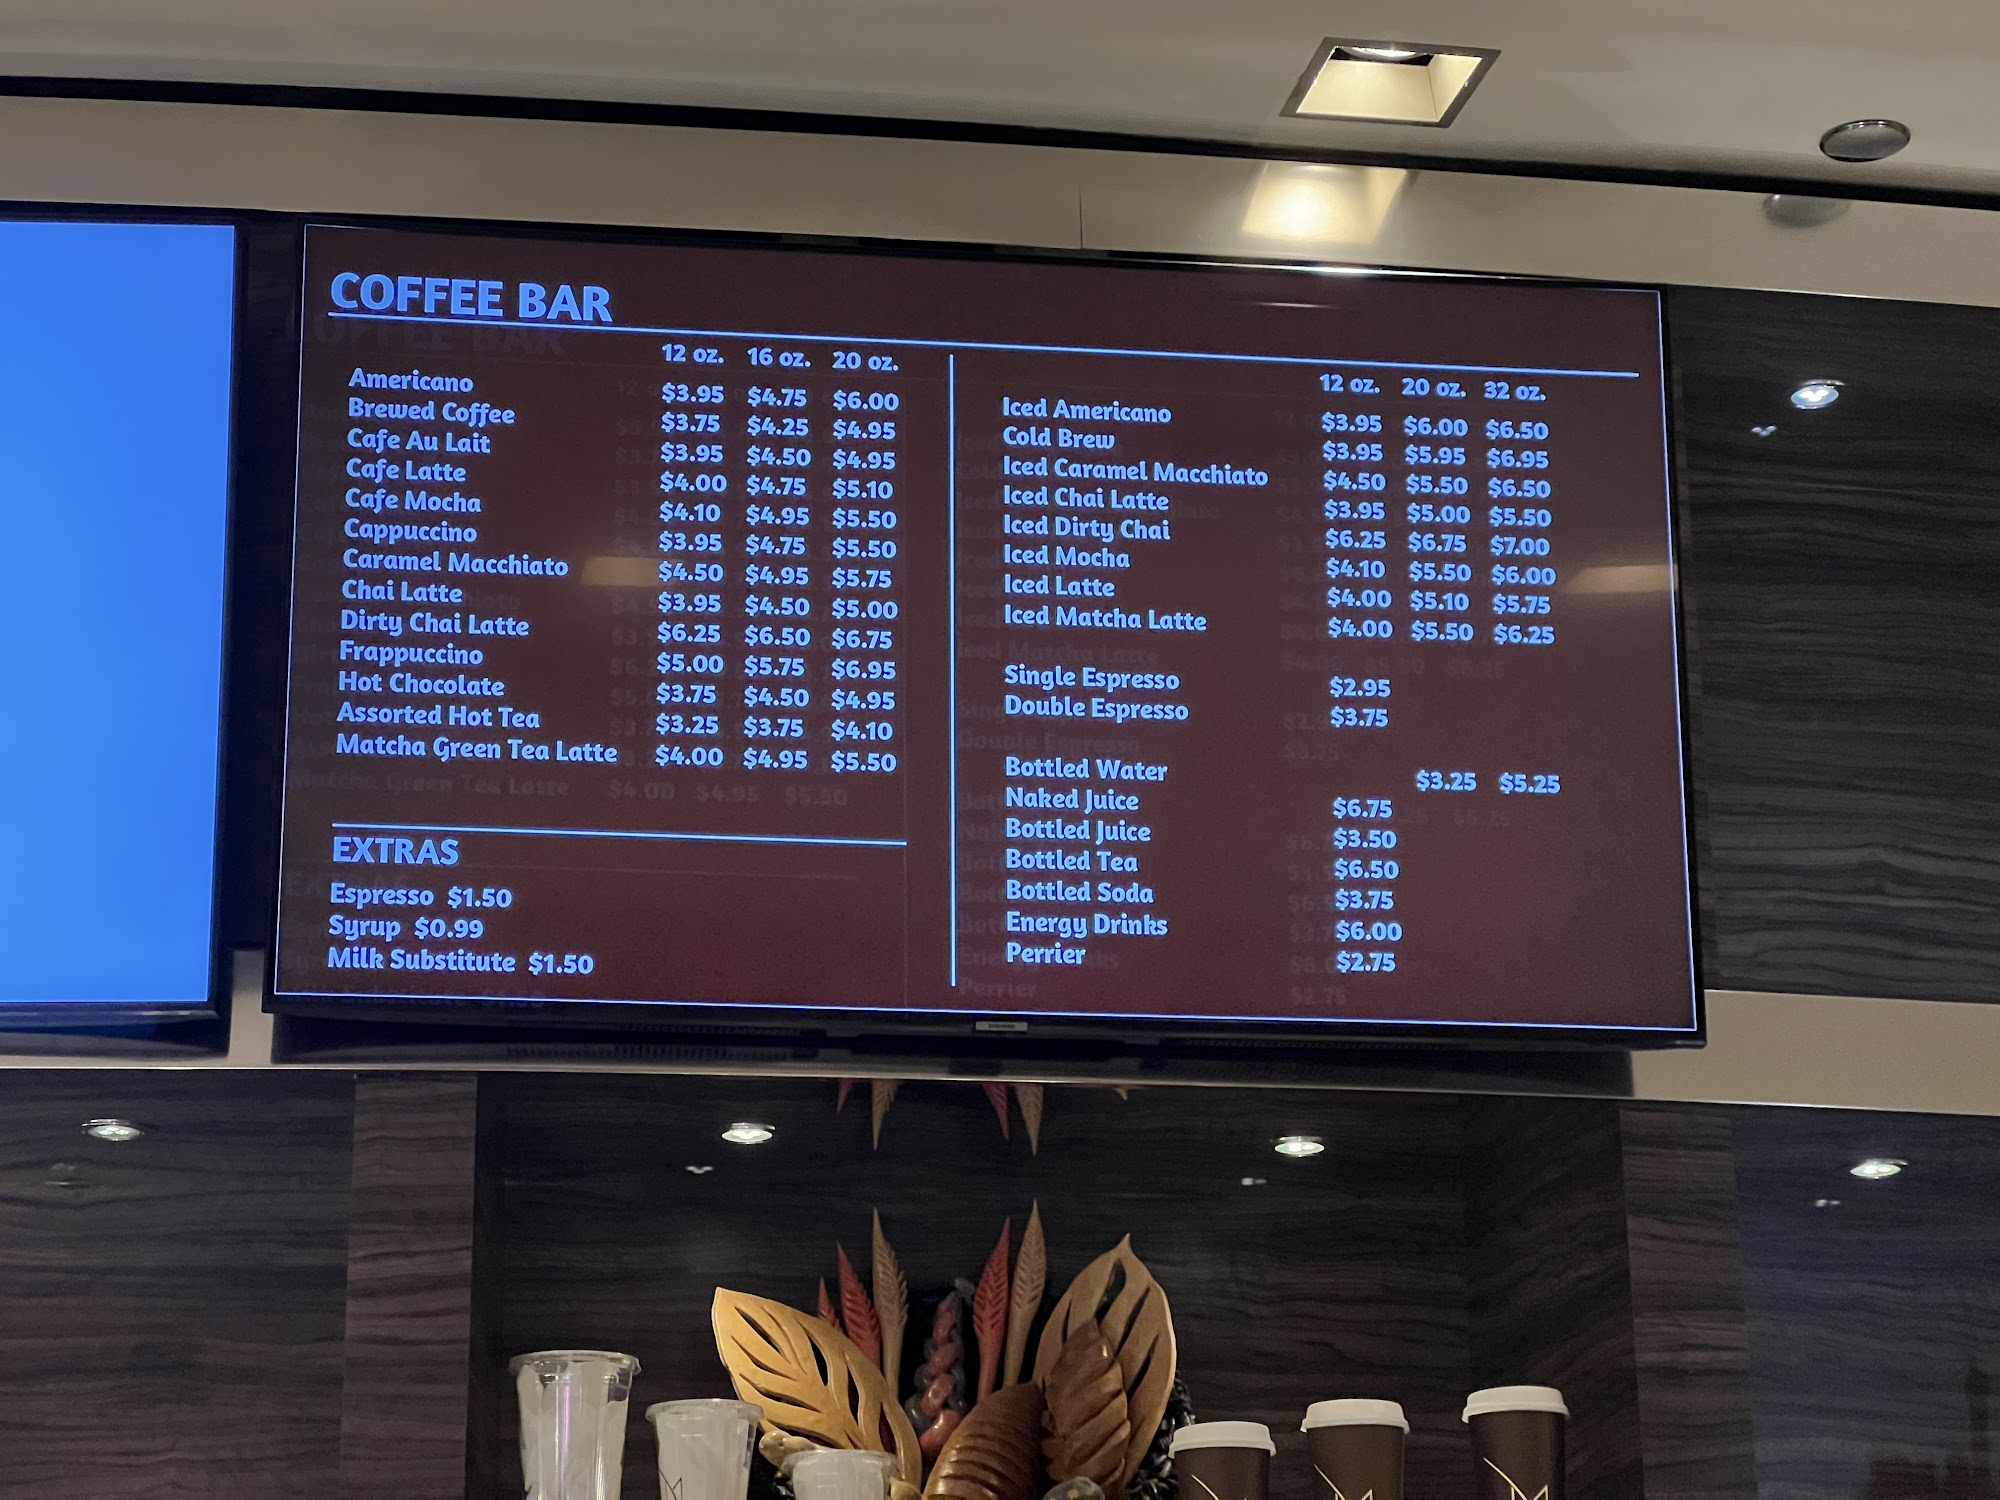 COFFEE BAR
12 oz. 16 oz. 20 oz.
Americano $3.95 $4.75 $6.00
Brewed Coffee $3.75 $4.25 $4.95
Cafe Au Lait $3.95 $4.50 $4.95
Cafe Latte $4.00 $4.75 $5.10
Cafe Mocha $4.10 $4.95 $5.50
Cappuccino $3.95 $4.75 $5.50
Caramel Macchiato $4.50 $4.95 $5.75
Chai Latte $3.95 $4.50 $5.00
Dirty Chai Latte $6.25 $6.50 $6.75
Frappuccino $5.00 $5.75 $6.95
Hot Chocolate $3.75 $4.50 $4.95
Assorted Hot Tea $3.25 $3.75 $4.10
Matcha Green Tea Latte $4.00 $4.95 $5.50
EXTRAS
Espresso $1.50
Syrup $0.99
Milk Substitute $1.50
12 oz. 20 oz. 32 oz.
Iced Americano $3.95 $6.00 $6.50
Cold Brew $3.95 $5.95 $6.95
Iced Caramel Macchiato $4.50 $5.50 $6.50
Iced Chai Latte $3.95 $5.00 $5.50
Iced Dirty Chai $6.25 $6.75 $7.00
Iced Mocha $4.10 $5.50 $6.00
Iced Latte $4.00 $5.10 $5.75
Iced Matcha Latte $4.00 $5.50 $6.25
Single Espresso $2.95
Double Espresso $3.75
Bottled Water $3.25 $5.25
Naked Juice $6.75
Bottled Juice $3.50
Bottled Tea $6.50
Bottled Soda $3.75
Energy Drinks $6.00
Perrier $2.75